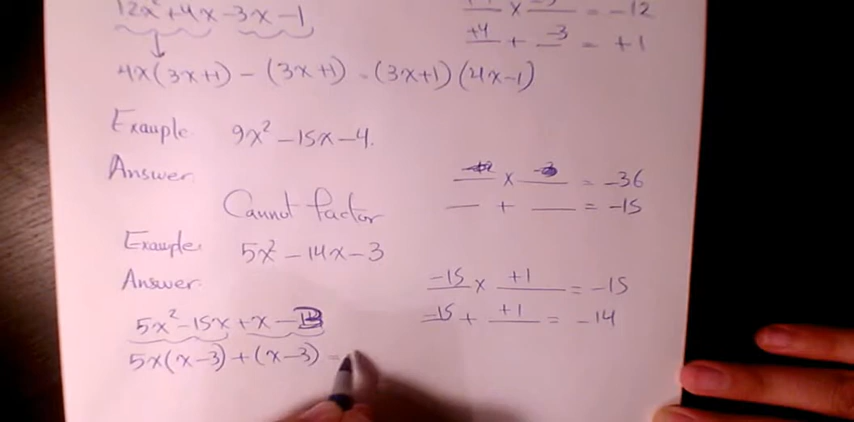 12x² + 4x - 3x - 1
× = -12
+4 + -3 = +1
4x(3x+1) - (3x+1) = (3x+1)(4x-1)
Example 9x² - 15x - 4.
Answer.
× = -36
+ = -15
Cannot factor
Example. 5x² - 14x - 3
Answer.
-15 × +1 = -15
-15 + +1 = -14
5x² - 15x + x - 3
5x(x-3) + (x-3) =